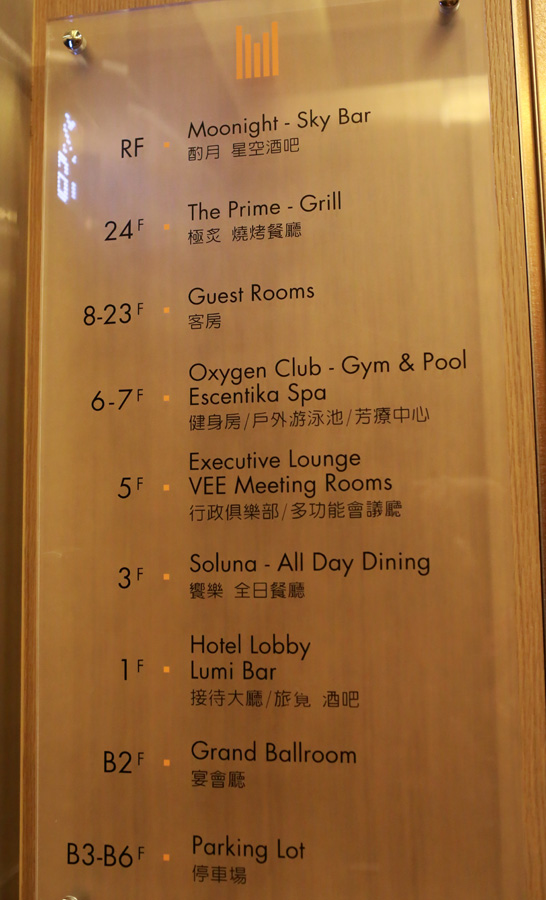 RF
Moonight - Sky Bar
酌月 星空酒吧
24F
The Prime - Grill
極炙 燒烤餐廳
8-23F
Guest Rooms
客房
6-7F
Oxygen Club - Gym & Pool
Escentika Spa
健身房/戶外游泳池/芳療中心
5F
Executive Lounge
VEE Meeting Rooms
行政俱樂部/多功能會議廳
3F
Soluna - All Day Dining
饗樂 全日餐廳
1F
Hotel Lobby
Lumi Bar
接待大廳/旅覓 酒吧
B2F
Grand Ballroom
宴會廳
B3-B6F
Parking Lot
停車場